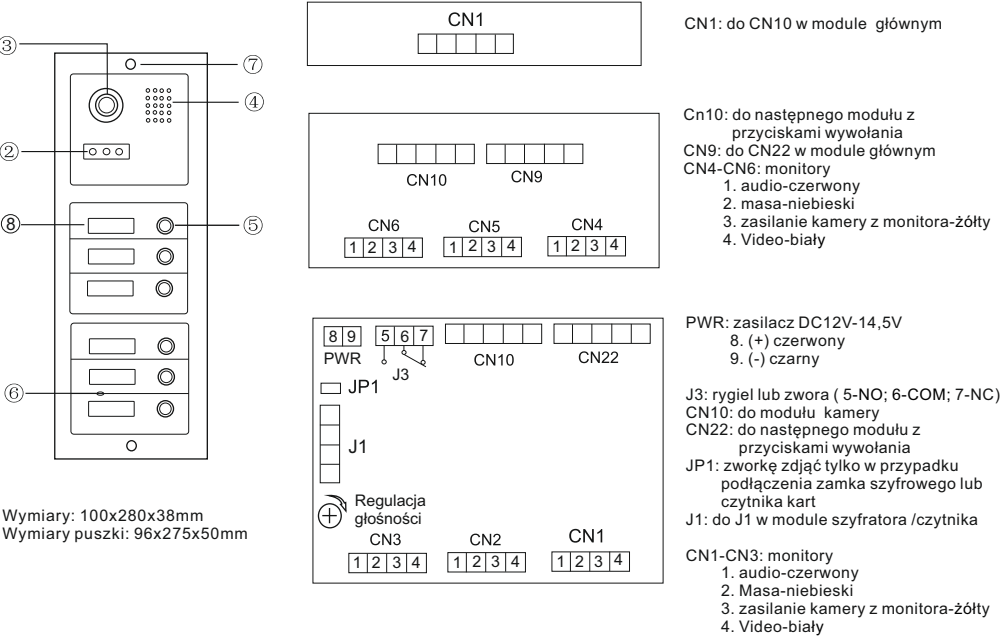 ③
⑦
④
②
⑧
⑤
⑥
Wymiary: 100x280x38mm
Wymiary puszki: 96x275x50mm
CN1
CN10
CN9
CN6
CN5
CN4
1 2 3 4
1 2 3 4
1 2 3 4
8 9
5 6 7
PWR
J3
CN10
CN22
JP1
J1
Regulacja
głośności
CN3
CN2
CN1
1 2 3 4
1 2 3 4
1 2 3 4
CN1: do CN10 w module głównym
Cn10: do następnego modułu z
przyciskami wywołania
CN9: do CN22 w module głównym
CN4-CN6: monitory
1. audio-czerwony
2. masa-niebieski
3. zasilanie kamery z monitora-żółty
4. Video-biały
PWR: zasilacz DC12V-14,5V
8. (+) czerwony
9. (-) czarny
J3: rygiel lub zwora ( 5-NO; 6-COM; 7-NC)
CN10: do modułu kamery
CN22: do następnego modułu z
przyciskami wywołania
JP1: zworkę zdjąć tylko w przypadku
podłączenia zamka szyfrowego lub
czytnika kart
J1: do J1 w module szyfratora /czytnika
CN1-CN3: monitory
1. audio-czerwony
2. Masa-niebieski
3. zasilanie kamery z monitora-żółty
4. Video-biały